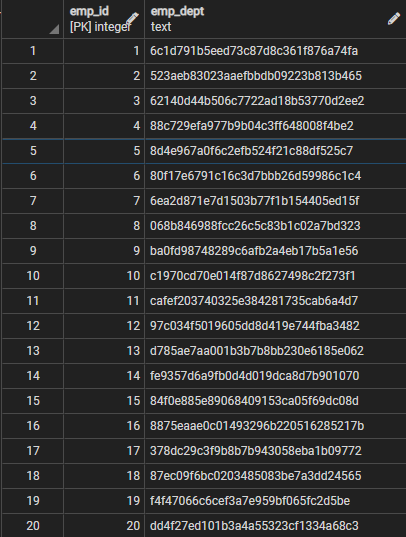 emp_id emp_dept
[PK] integer text
1 1 6c1d791b5eed73c87d8c361f876a74fa
2 2 523aeb83023aaefbbdb09223b813b465
3 3 62140d44b506c7722ad18b53770d2ee2
4 4 88c729efa977b9b04c3ff648008f4be2
5 5 8d4e967a0f6c2efb524f21c88df525c7
6 6 80f17e6791c16c3d7bbb26d59986c1c4
7 7 6ea2d871e7d1503b77f1b154405ed15f
8 8 068b846988fcc26c5c83b1c02a7bd323
9 9 ba0fd98748289c6afb2a4eb17b5a1e56
10 10 c1970cd70e014f87d8627498c2f273f1
11 11 cafef203740325e384281735cab6a4d7
12 12 97c034f5019605dd8d419e744fba3482
13 13 d785ae7aa001b3b7b8bb230e6185e062
14 14 fe9357d6a9fb0d4d019dca8d7b901070
15 15 84f0e885e89068409153ca05f69dc08d
16 16 8875eaae0c01493296b220516285217b
17 17 378dc29c3f9b8b7b943058eba1b09772
18 18 87ec09f6bc0203485083be7a3dd24565
19 19 f4f47066c6cef3a7e959bf065fc2d5be
20 20 dd4f27ed101b3a4a55323cf1334a68c3